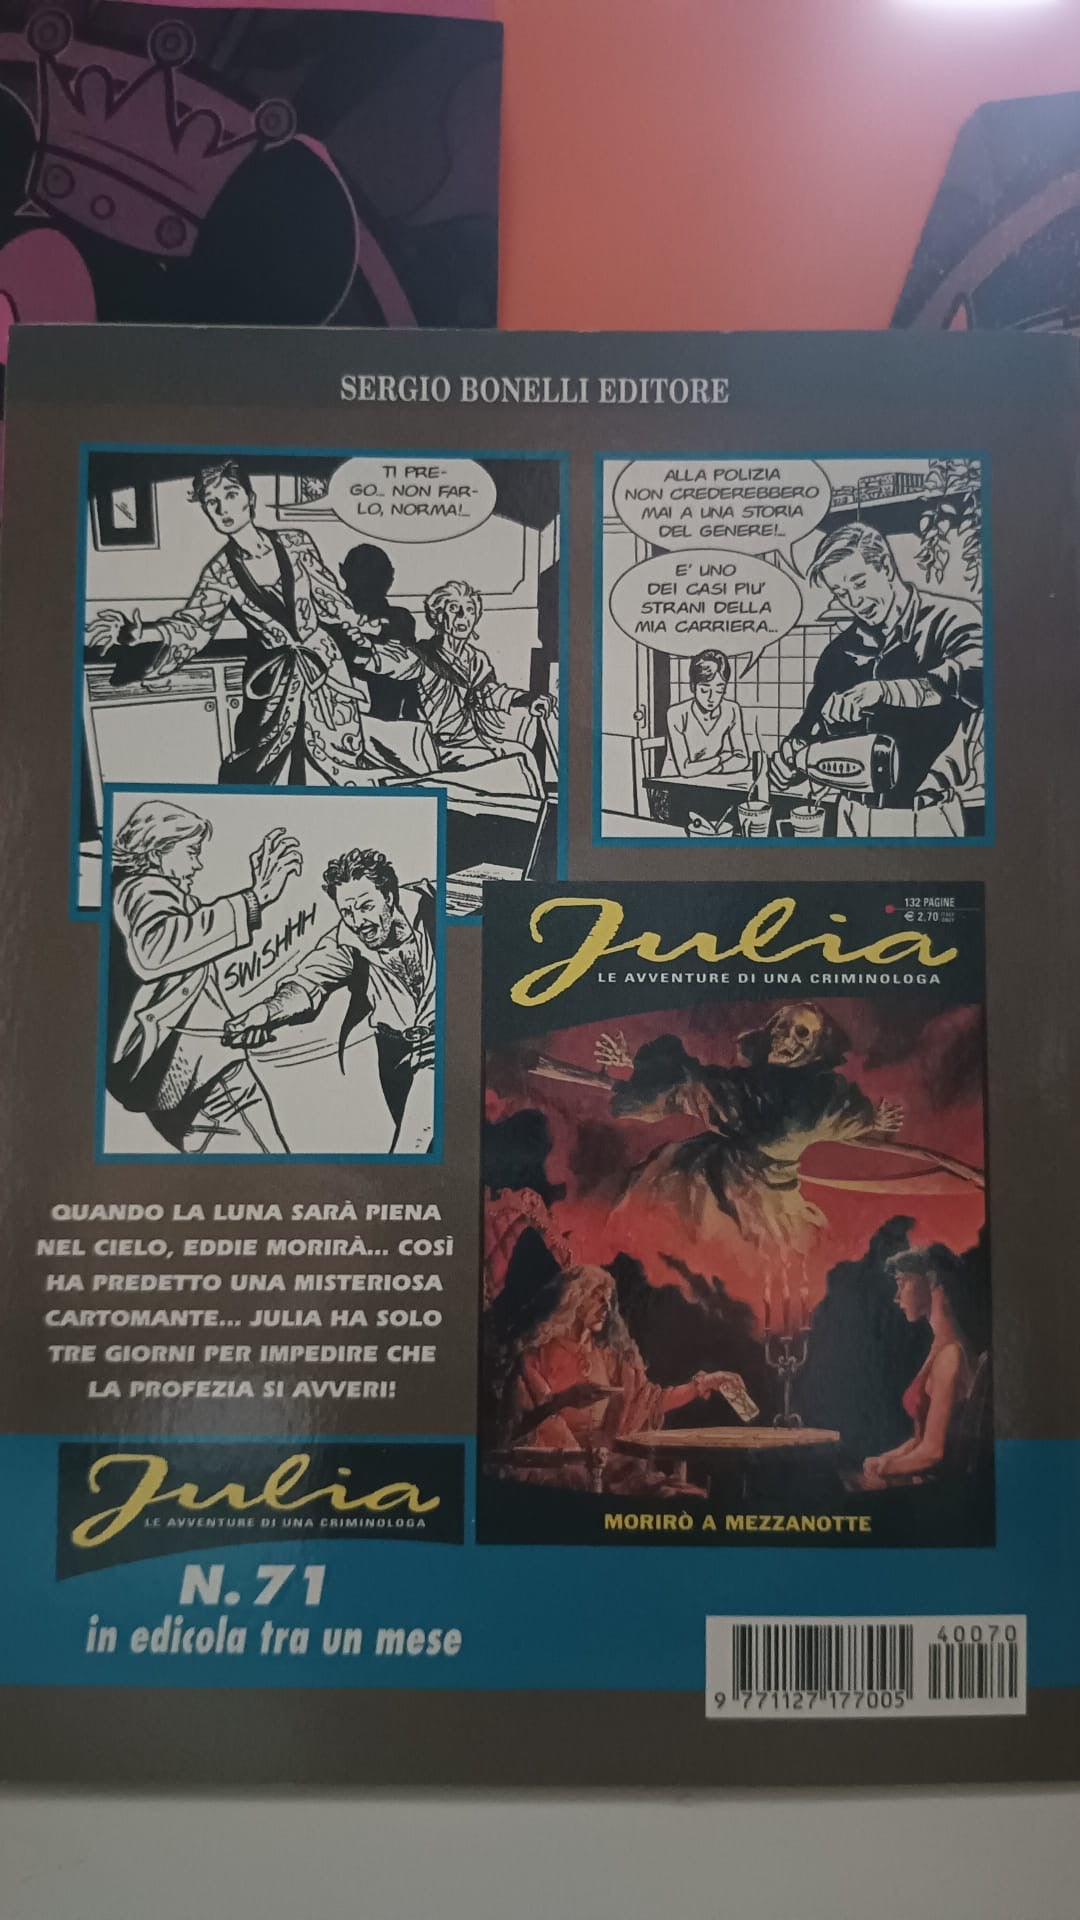 SERGIO BONELLI EDITORE
TI PRE-
GO... NON FAR-
LO, NORMA!...
ALLA POLIZIA
NON CREDEREBBERO
MAI A UNA STORIA
DEL GENERE!...
E' UNO
DEI CASI PIU'
STRANI DELLA
MIA CARRIERA...
SWISHHH
Julia
132 PAGINE
€ 2,70 ITALY
ONLY
LE AVVENTURE DI UNA CRIMINOLOGA
QUANDO LA LUNA SARÀ PIENA
NEL CIELO, EDDIE MORIRÀ... COSÌ
HA PREDETTO UNA MISTERIOSA
CARTOMANTE... JULIA HA SOLO
TRE GIORNI PER IMPEDIRE CHE
LA PROFEZIA SI AVVERI!
MORIRÒ A MEZZANOTTE
Julia
LE AVVENTURE DI UNA CRIMINOLOGA
N. 71
in edicola tra un mese
40070
9 771127 177005